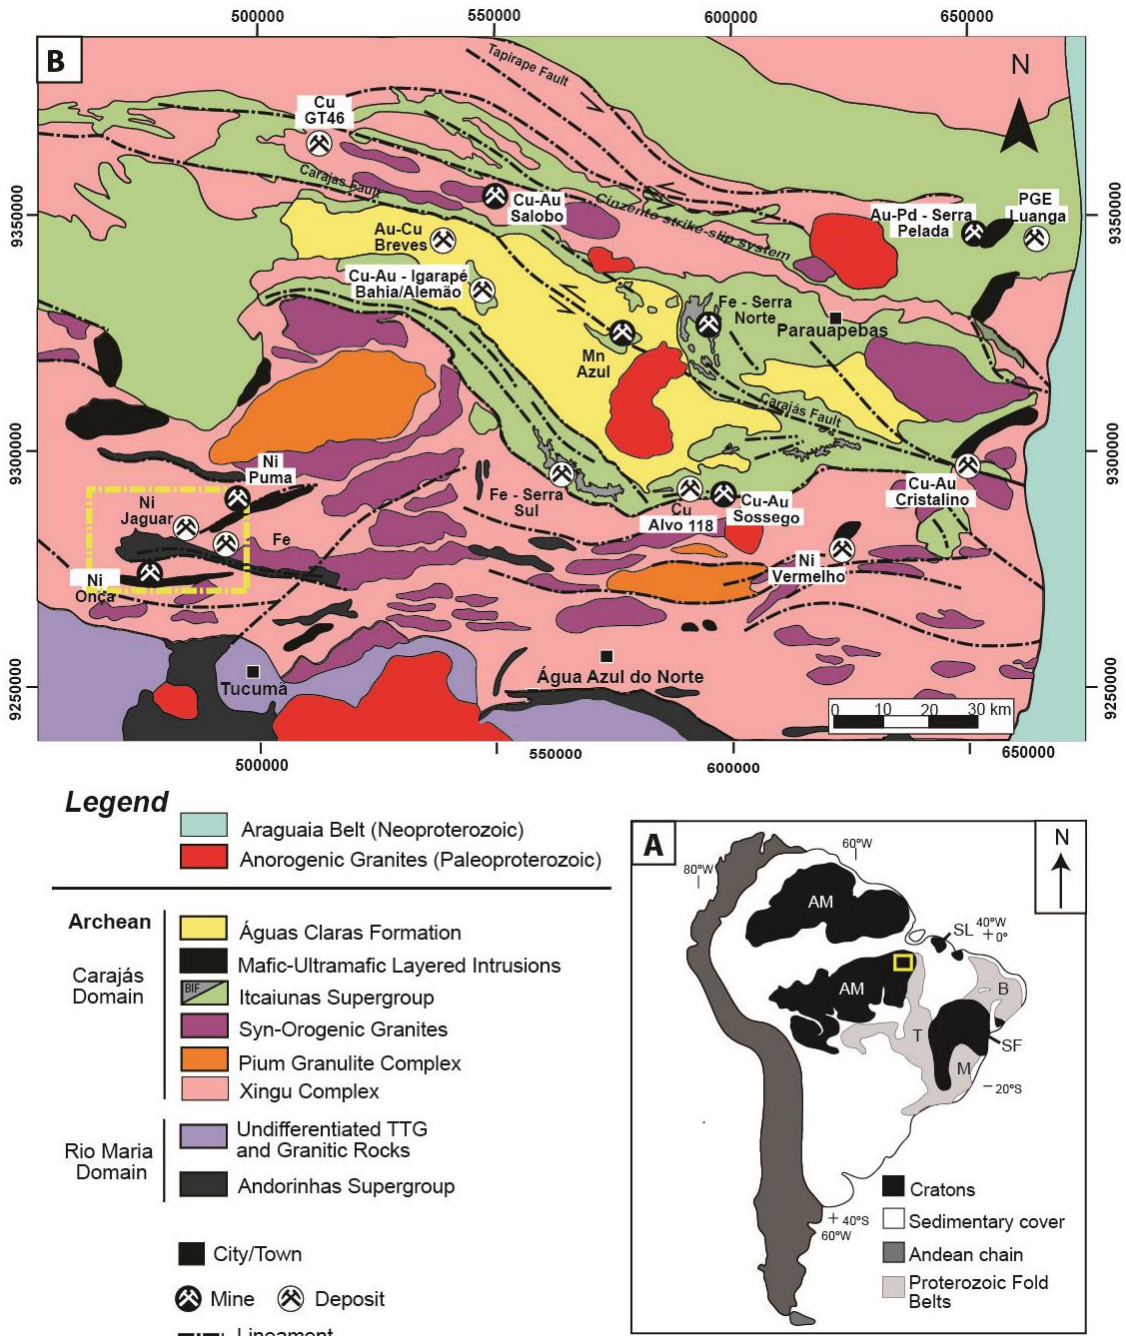 500000
550000
600000
650000
B
Tapirape Fault
N
Cu
GT46
Carajas Fault
Cu-Au
Salobo
Cinzento strike-slip system
Au-Pd - Serra
Pelada
PGE
Luanga
9350000
9350000
Au-Cu
Breves
Cu-Au - Igarapé
Bahia/Alemão
Fe - Serra
Norte
Parauapebas
Mn
Azul
Carajás Fault
9300000
9300000
Ni
Puma
Ni
Jaguar
Fe - Serra
Sul
Cu
Alvo 118
Cu-Au
Sossego
Cu-Au
Cristalino
Fe
Ni
Vermelho
Ni
Onça
9250000
9250000
Tucumã
Água Azul do Norte
0 10 20 30 km
500000
550000
600000
650000
Legend
Araguaia Belt (Neoproterozoic)
Anorogenic Granites (Paleoproterozoic)
Archean
Carajás
Domain
Águas Claras Formation
Mafic-Ultramafic Layered Intrusions
BIF
Itcaiunas Supergroup
Syn-Orogenic Granites
Pium Granulite Complex
Xingu Complex
Rio Maria
Domain
Undifferentiated TTG
and Granitic Rocks
Andorinhas Supergroup
City/Town
Mine
Deposit
Lineament
A
N
80°W
60°W
AM
SL
40°W
0°
AM
B
T
SF
M
20°S
40°S
60°W
Cratons
Sedimentary cover
Andean chain
Proterozoic Fold
Belts